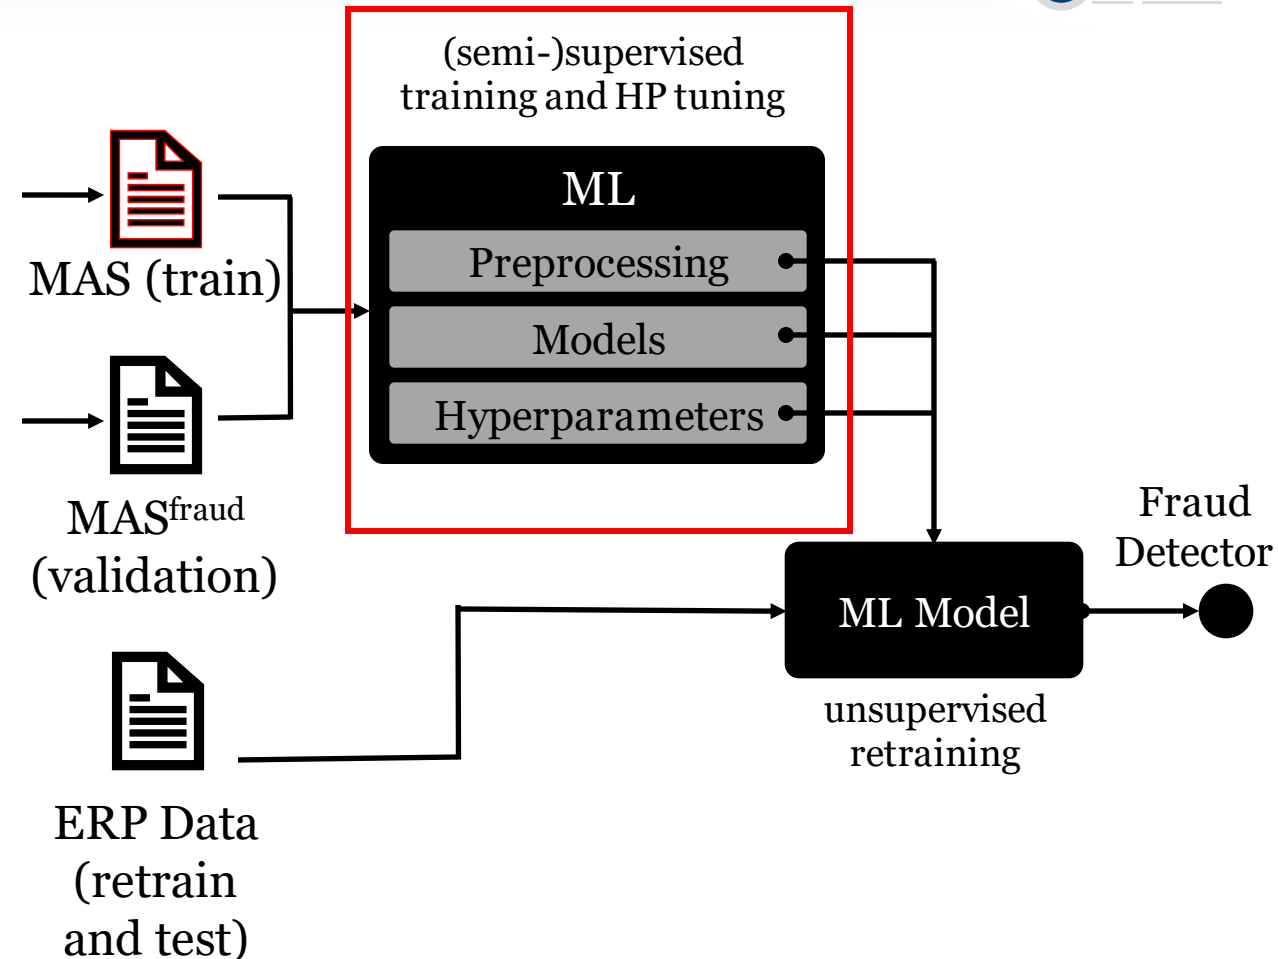 (semi-)supervised
training and HP tuning
ML
Preprocessing
Models
Hyperparameters
MAS (train)
MASfraud
(validation)
ERP Data
(retrain
and test)
ML Model
unsupervised
retraining
Fraud
Detector